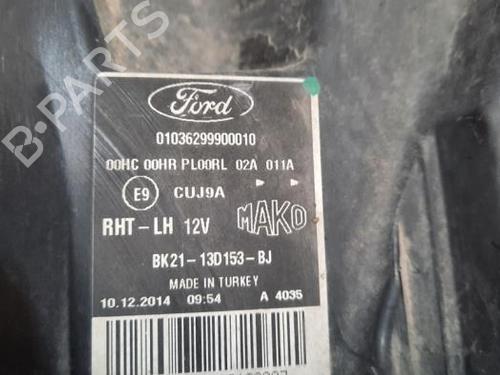 Ford
01036299900010
00HC 00HR PL00RL 02A 011A
E9 CUJ9A
RHT-LH 12V MAKO
BK21-13D153-BJ
MADE IN TURKEY
10.12.2014 09:54 A 4035